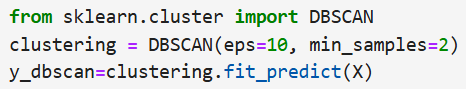 from sklearn.cluster import DBSCAN
clustering = DBSCAN(eps=10, min_samples=2)
y_dbscan=clustering.fit_predict(X)